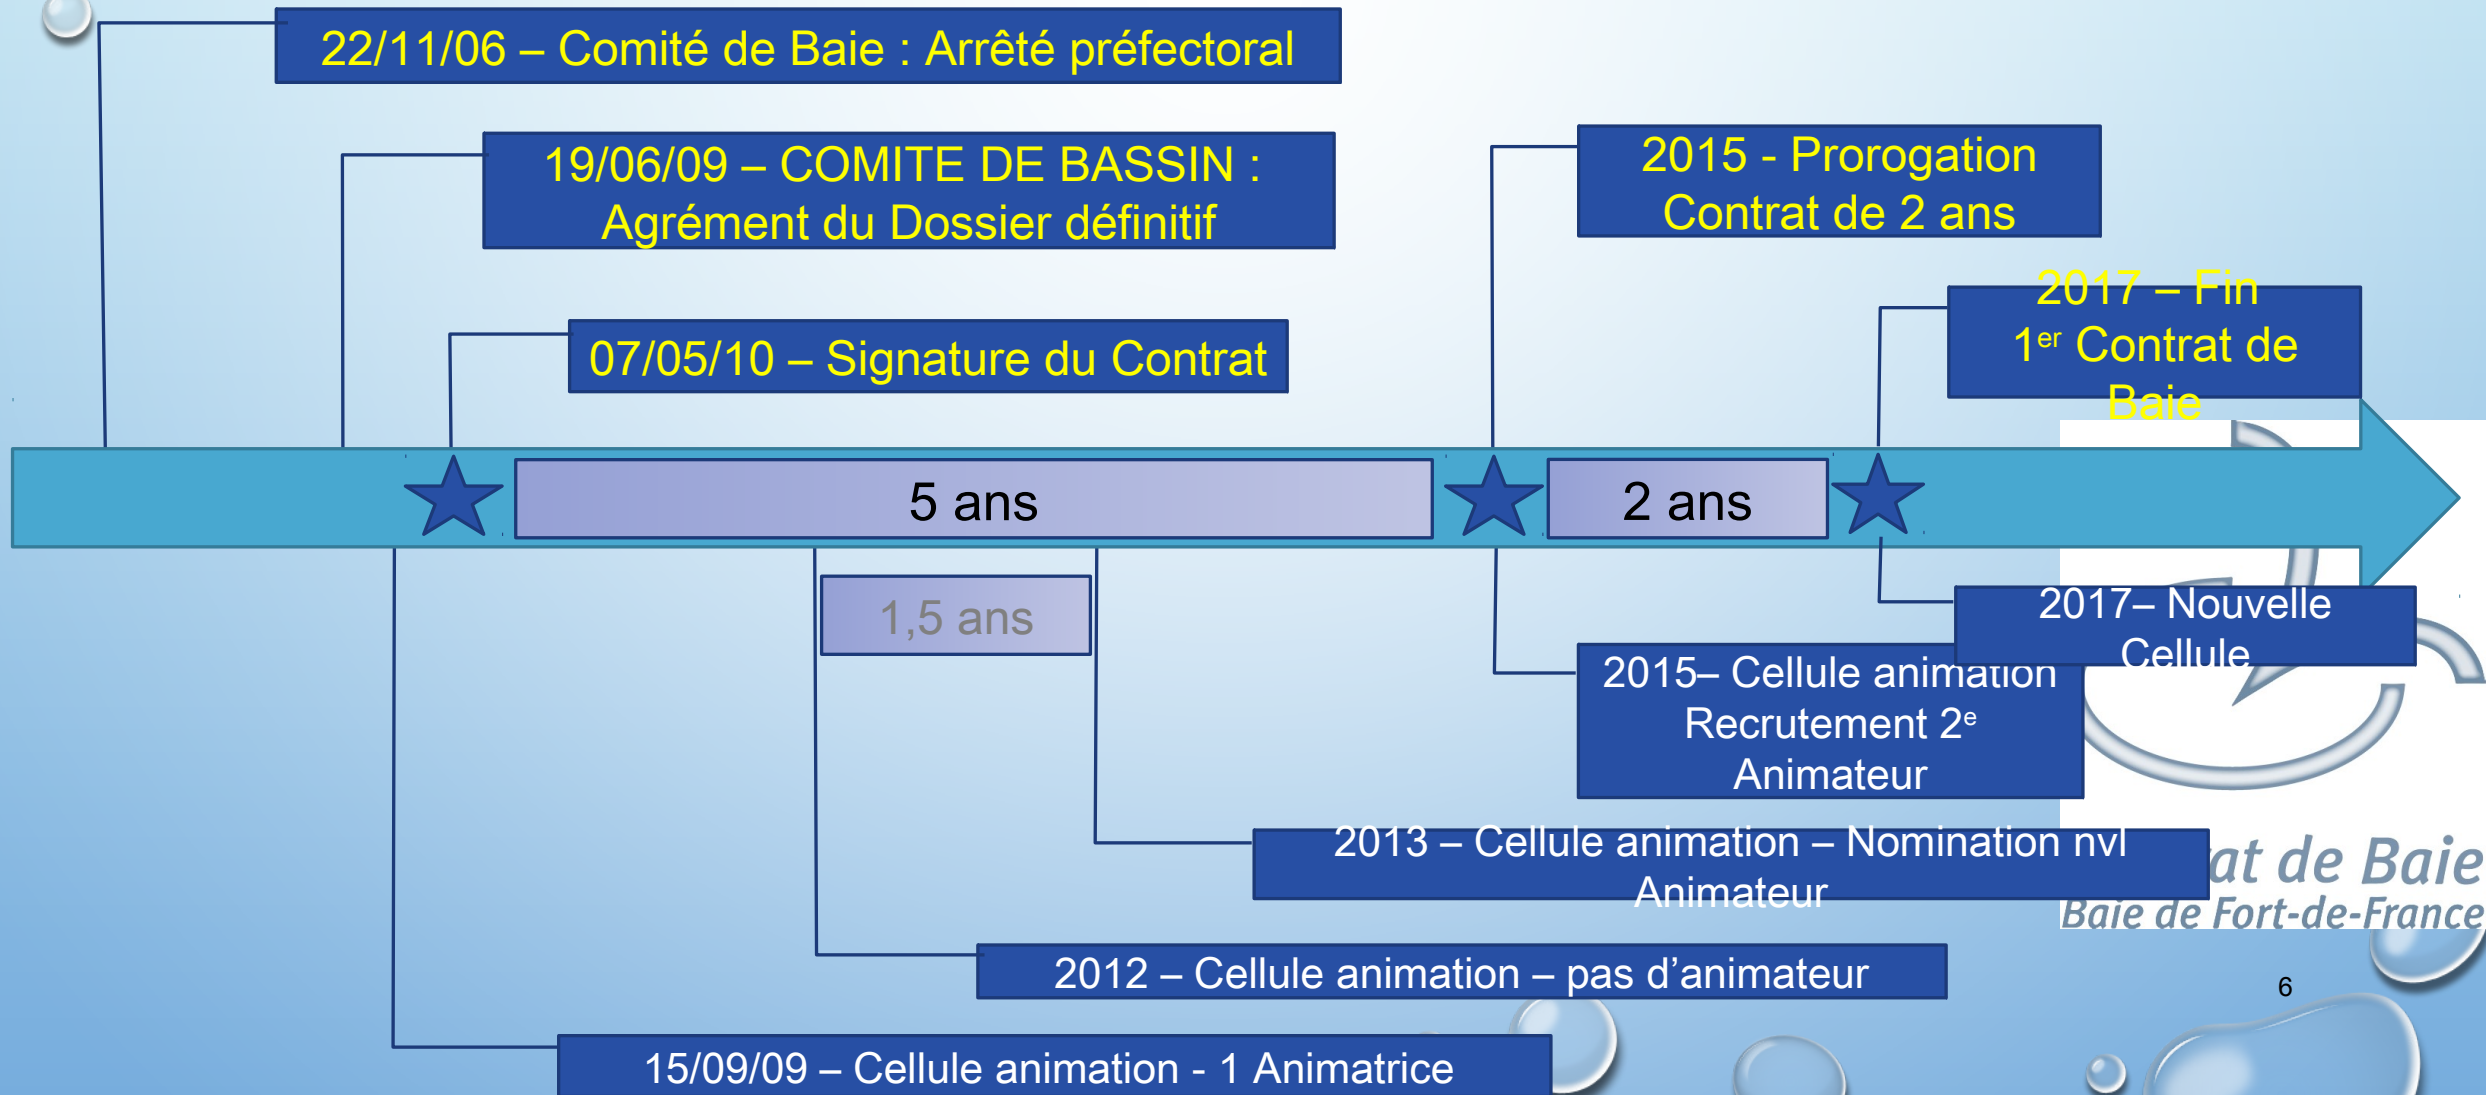 22/11/06 – Comité de Baie : Arrêté préfectoral
19/06/09 – COMITE DE BASSIN :
Agrément du Dossier définitif
2015 - Prorogation
Contrat de 2 ans
07/05/10 – Signature du Contrat
2017 – Fin
1er Contrat de
Baie
5 ans
2 ans
1,5 ans
2017– Nouvelle
Cellule
2015– Cellule animation
Recrutement 2e
Animateur
2013 – Cellule animation – Nomination nvl
Animateur
at de Baie
Baie de Fort-de-France
2012 – Cellule animation – pas d’animateur
6
15/09/09 – Cellule animation - 1 Animatrice